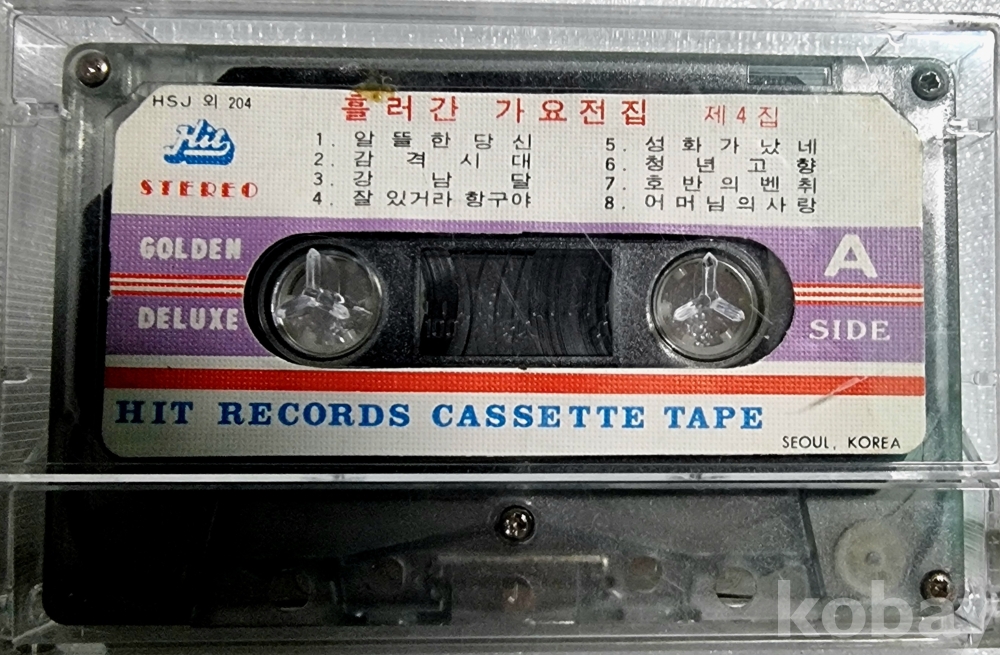 HSJ 외 204
흘러간 가요전집 제4집
Hit
STEREO
1. 알뜰한당신
2. 감격시대
3. 강남달
4. 잘있거라 항구야
5. 성화가났네
6. 청년고향
7. 호반의벤취
8. 어머님의사랑
GOLDEN
DELUXE
A
SIDE
HIT RECORDS CASSETTE TAPE
SEOUL, KOREA
koba